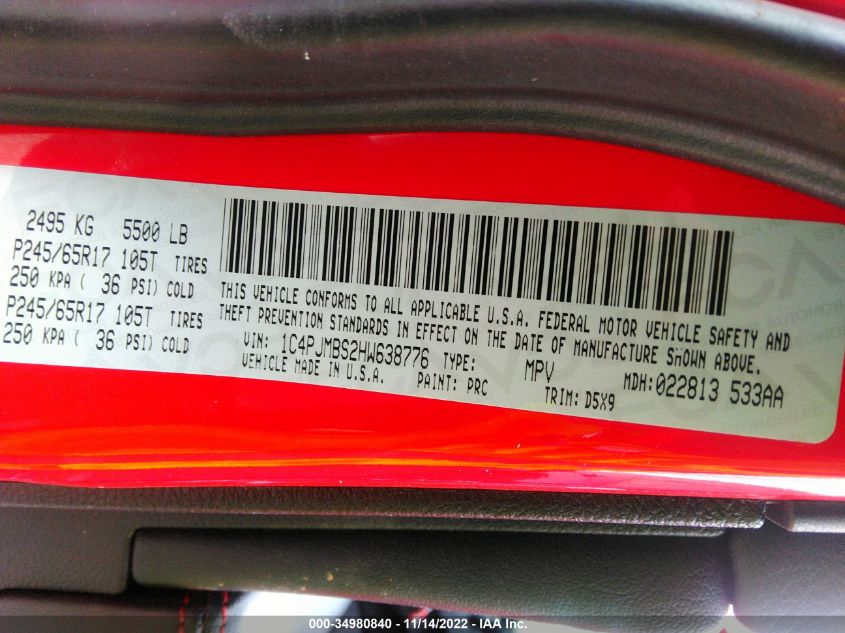 2495 KG 5500 LB
P245/65R17 105T TIRES
250 KPA ( 36 PSI) COLD
P245/65R17 105T TIRES
250 KPA ( 36 PSI) COLD
THIS VEHICLE CONFORMS TO ALL APPLICABLE U.S.A. FEDERAL MOTOR VEHICLE SAFETY AND
THEFT PREVENTION STANDARDS IN EFFECT ON THE DATE OF MANUFACTURE SHOWN ABOVE.
VIN: 1C4PJMBS2HW638776 TYPE: MPV MDH: 022813 533AA
VEHICLE MADE IN U.S.A. PAINT: PRC TRIM: D5X9
000-34980840 - 11/14/2022 - IAA Inc.